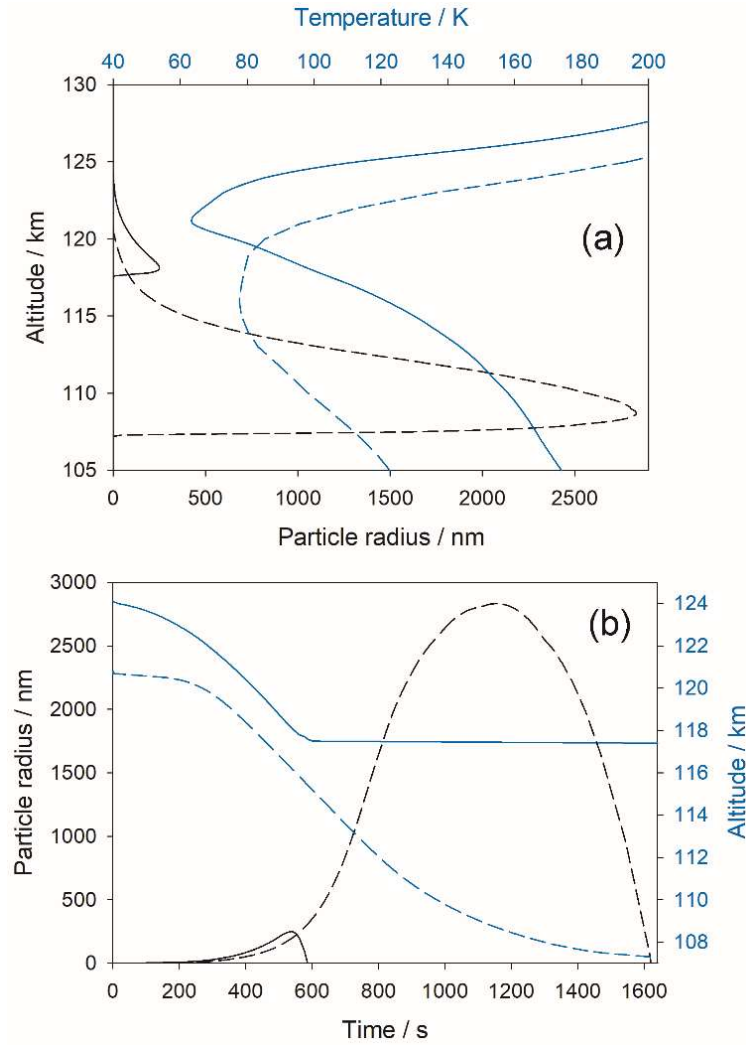 Temperature / K
40 60 80 100 120 140 160 180 200
130
125
120
115
110
105
Altitude / km
(a)
0 500 1000 1500 2000 2500
Particle radius / nm
3000
2500
2000
1500
1000
500
0
Particle radius / nm
(b)
124
122
120
118
116
114
112
110
108
Altitude / km
0 200 400 600 800 1000 1200 1400 1600
Time / s